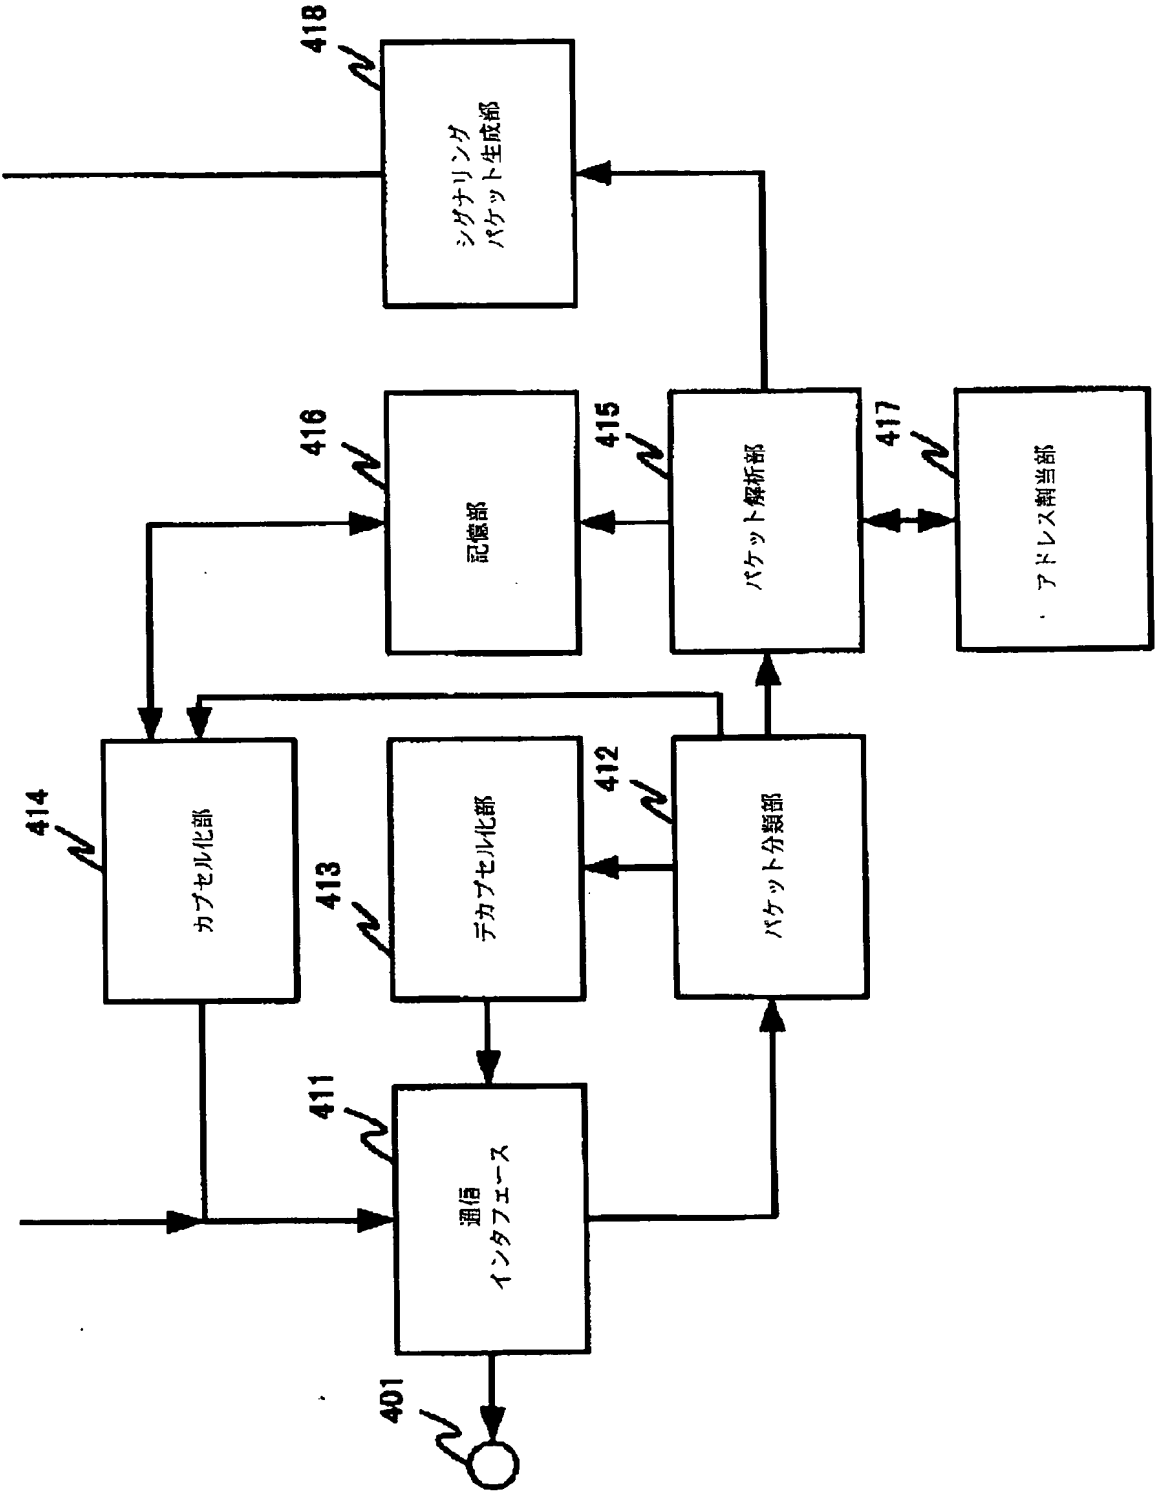 401
411
通信
インタフェース
414
カプセル化部
413
デカプセル化部
412
パケット分類部
416
記憶部
415
パケット解析部
417
アドレス割当部
418
シグナリング
パケット生成部